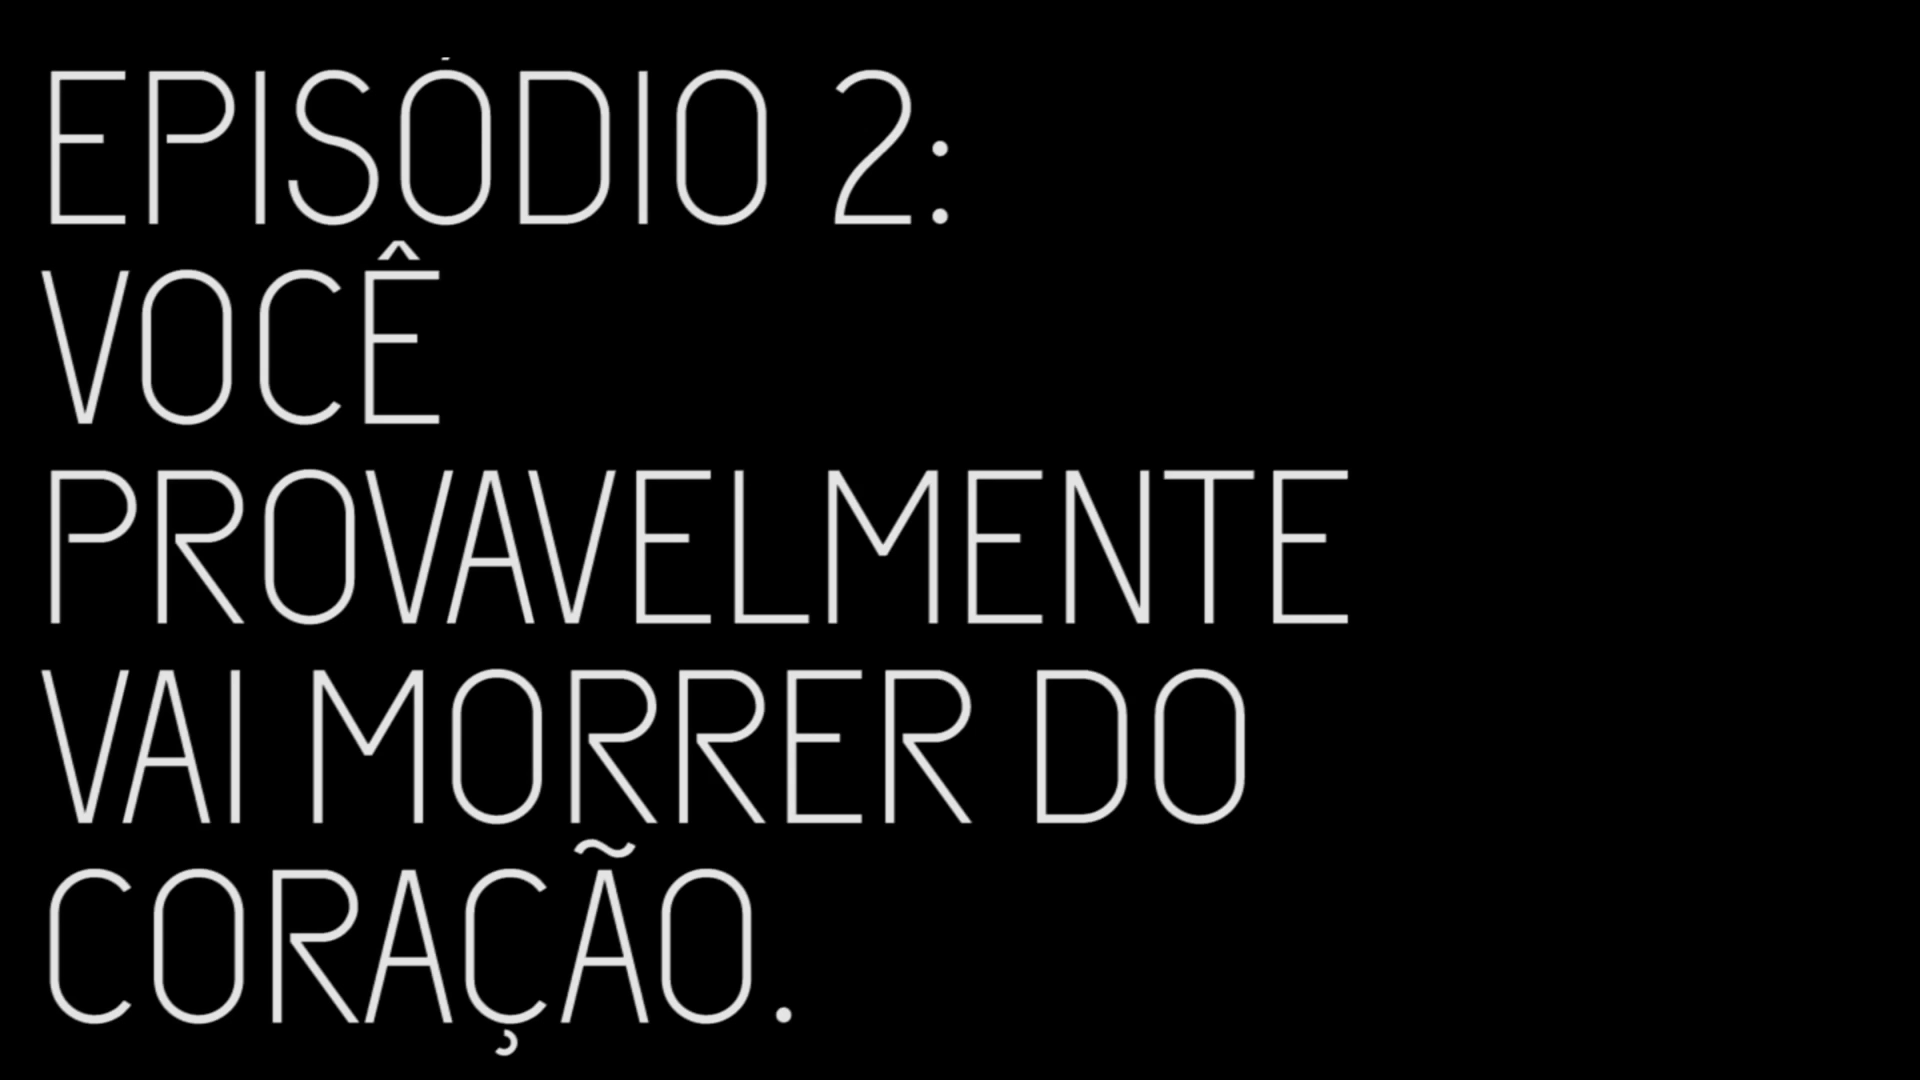 EPISÓDIO 2:
VOCÊ
PROVAVELMENTE
VAI MORRER DO
CORAÇÃO.